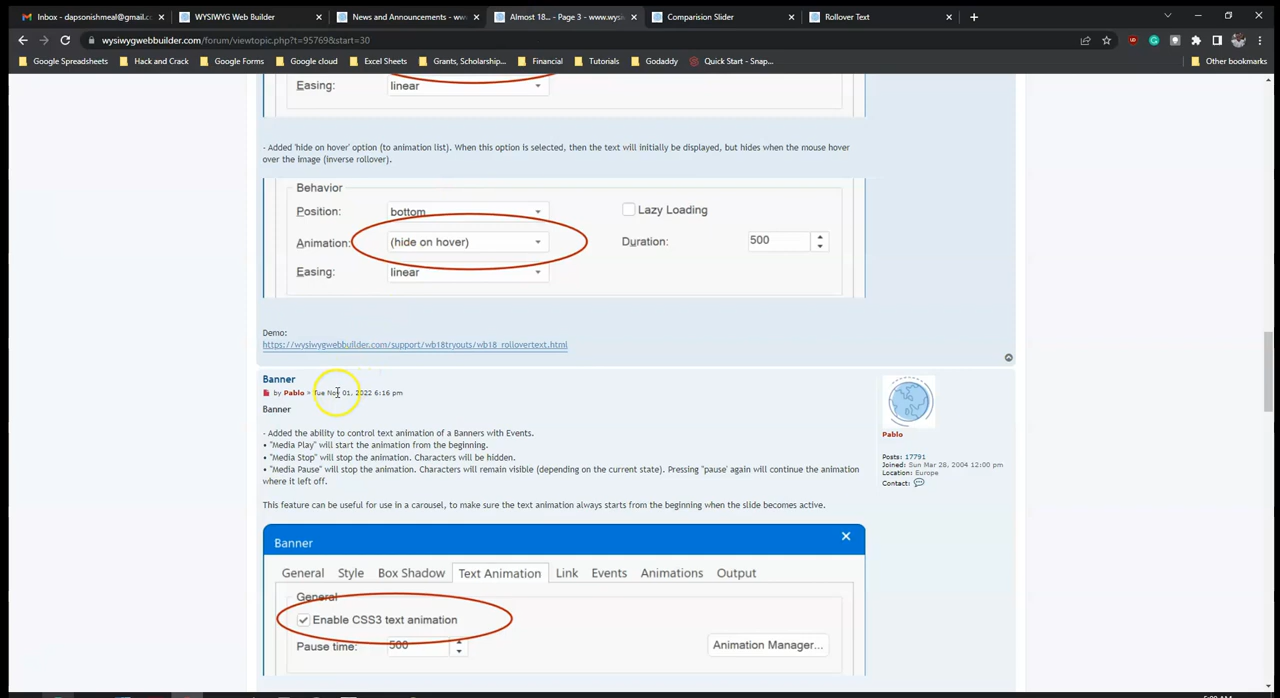 Inbox - dapsonishmeal@gmail.co
WYSIWYG Web Builder
News and Announcements - www
Almost 18... - Page 3 - www.wysi
Comparision Slider
Rollover Text
wysiwygwebbuilder.com/forum/viewtopic.php?t=95769&start=30
Google Spreadsheets
Hack and Crack
Google Forms
Google cloud
Excel Sheets
Grants, Scholarship...
Financial
Tutorials
Godaddy
Quick Start - Snap...
Other bookmarks
Easing: linear
- Added 'hide on hover' option (to animation list). When this option is selected, then the text will initially be displayed, but hides when the mouse hover
over the image (inverse rollover).
Behavior
Position: bottom Lazy Loading
Animation: (hide on hover) Duration: 500
Easing: linear
Demo:
https://wysiwygwebbuilder.com/support/wb18tryouts/wb18_rollovertext.html
Banner
by Pablo » Tue Nov 01, 2022 6:16 pm
Banner
- Added the ability to control text animation of a Banners with Events.
• "Media Play" will start the animation from the beginning.
• "Media Stop" will stop the animation. Characters will be hidden.
• "Media Pause" will stop the animation. Characters will remain visible (depending on the current state). Pressing 'pause' again will continue the animation
where it left off.
This feature can be useful for use in a carousel, to make sure the text animation always starts from the beginning when the slide becomes active.
Pablo
Posts: 17791
Joined: Sun Mar 28, 2004 12:00 pm
Location: Europe
Contact:
Banner
General Style Box Shadow Text Animation Link Events Animations Output
General
Enable CSS3 text animation
Pause time: 500 Animation Manager...